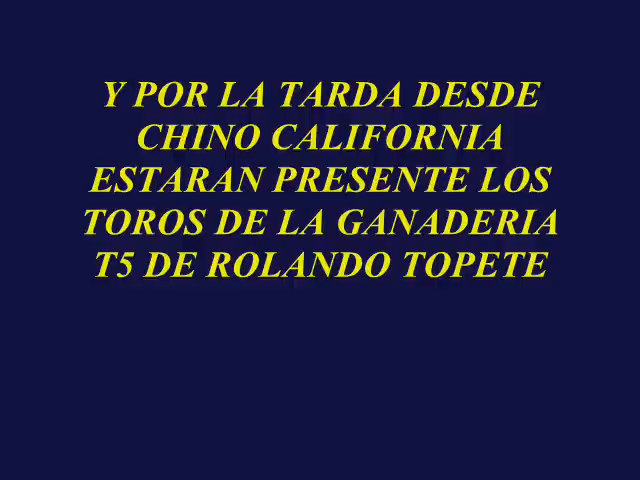 Y POR LA TARDA DESDE
CHINO CALIFORNIA
ESTARAN PRESENTE LOS
TOROS DE LA GANADERIA
T5 DE ROLANDO TOPETE